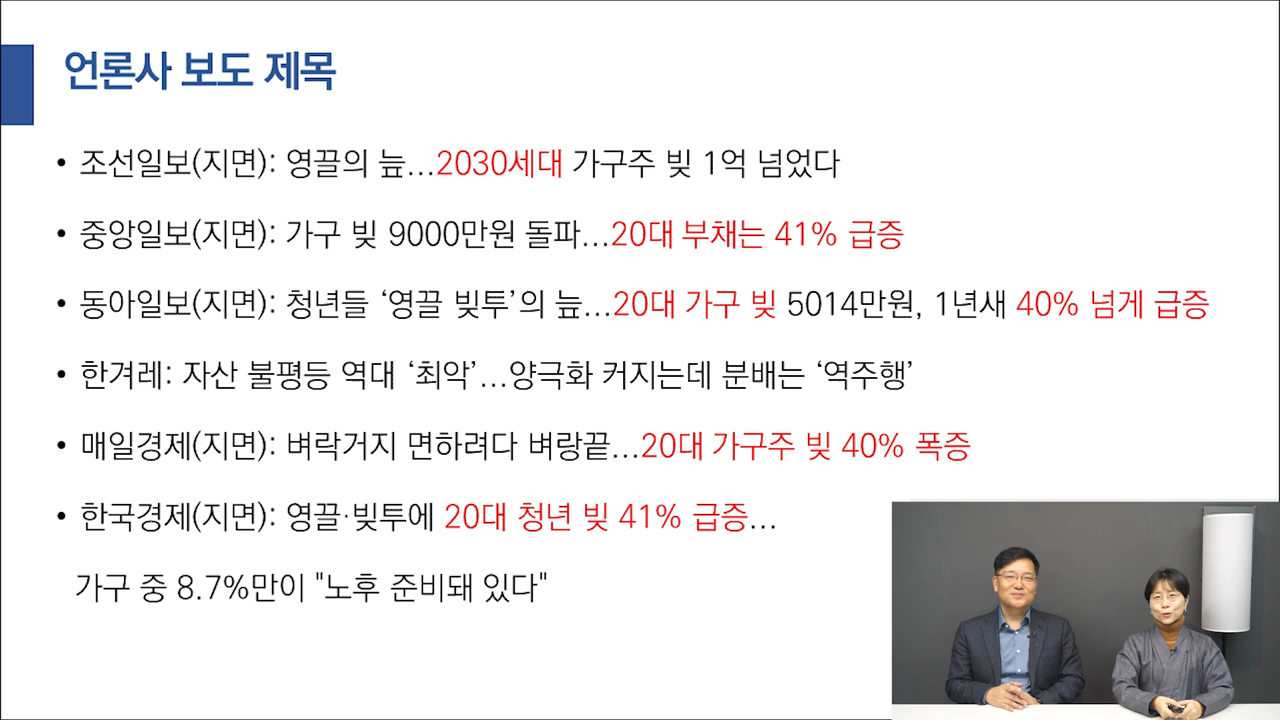 언론사 보도 제목
• 조선일보(지면): 영끌의 늪...2030세대 가구주 빚 1억 넘었다
• 중앙일보(지면): 가구 빚 9000만원 돌파...20대 부채는 41% 급증
• 동아일보(지면): 청년들 ‘영끌 빚투’의 늪...20대 가구 빚 5014만원, 1년새 40% 넘게 급증
• 한겨레: 자산 불평등 역대 ‘최악’...양극화 커지는데 분배는 ‘역주행’
• 매일경제(지면): 벼락거지 면하려다 벼랑끝...20대 가구주 빚 40% 폭증
• 한국경제(지면): 영끌·빚투에 20대 청년 빚 41% 급증...
가구 중 8.7%만이 "노후 준비돼 있다"